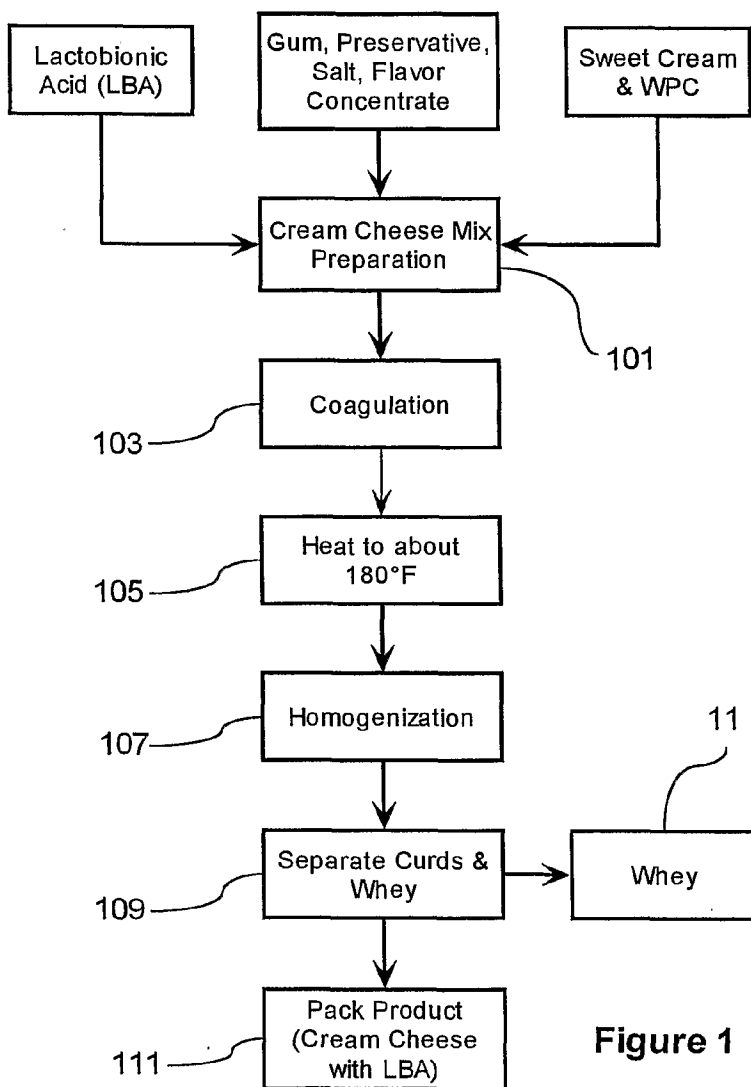 Lactobionic
Acid (LBA)
Gum, Preservative,
Salt, Flavor
Concentrate
Sweet Cream
& WPC
Cream Cheese Mix
Preparation
101
Coagulation
103
Heat to about
180°F
105
Homogenization
107
11
Separate Curds &
Whey
Whey
109
Pack Product
(Cream Cheese
with LBA)
111
Figure 1